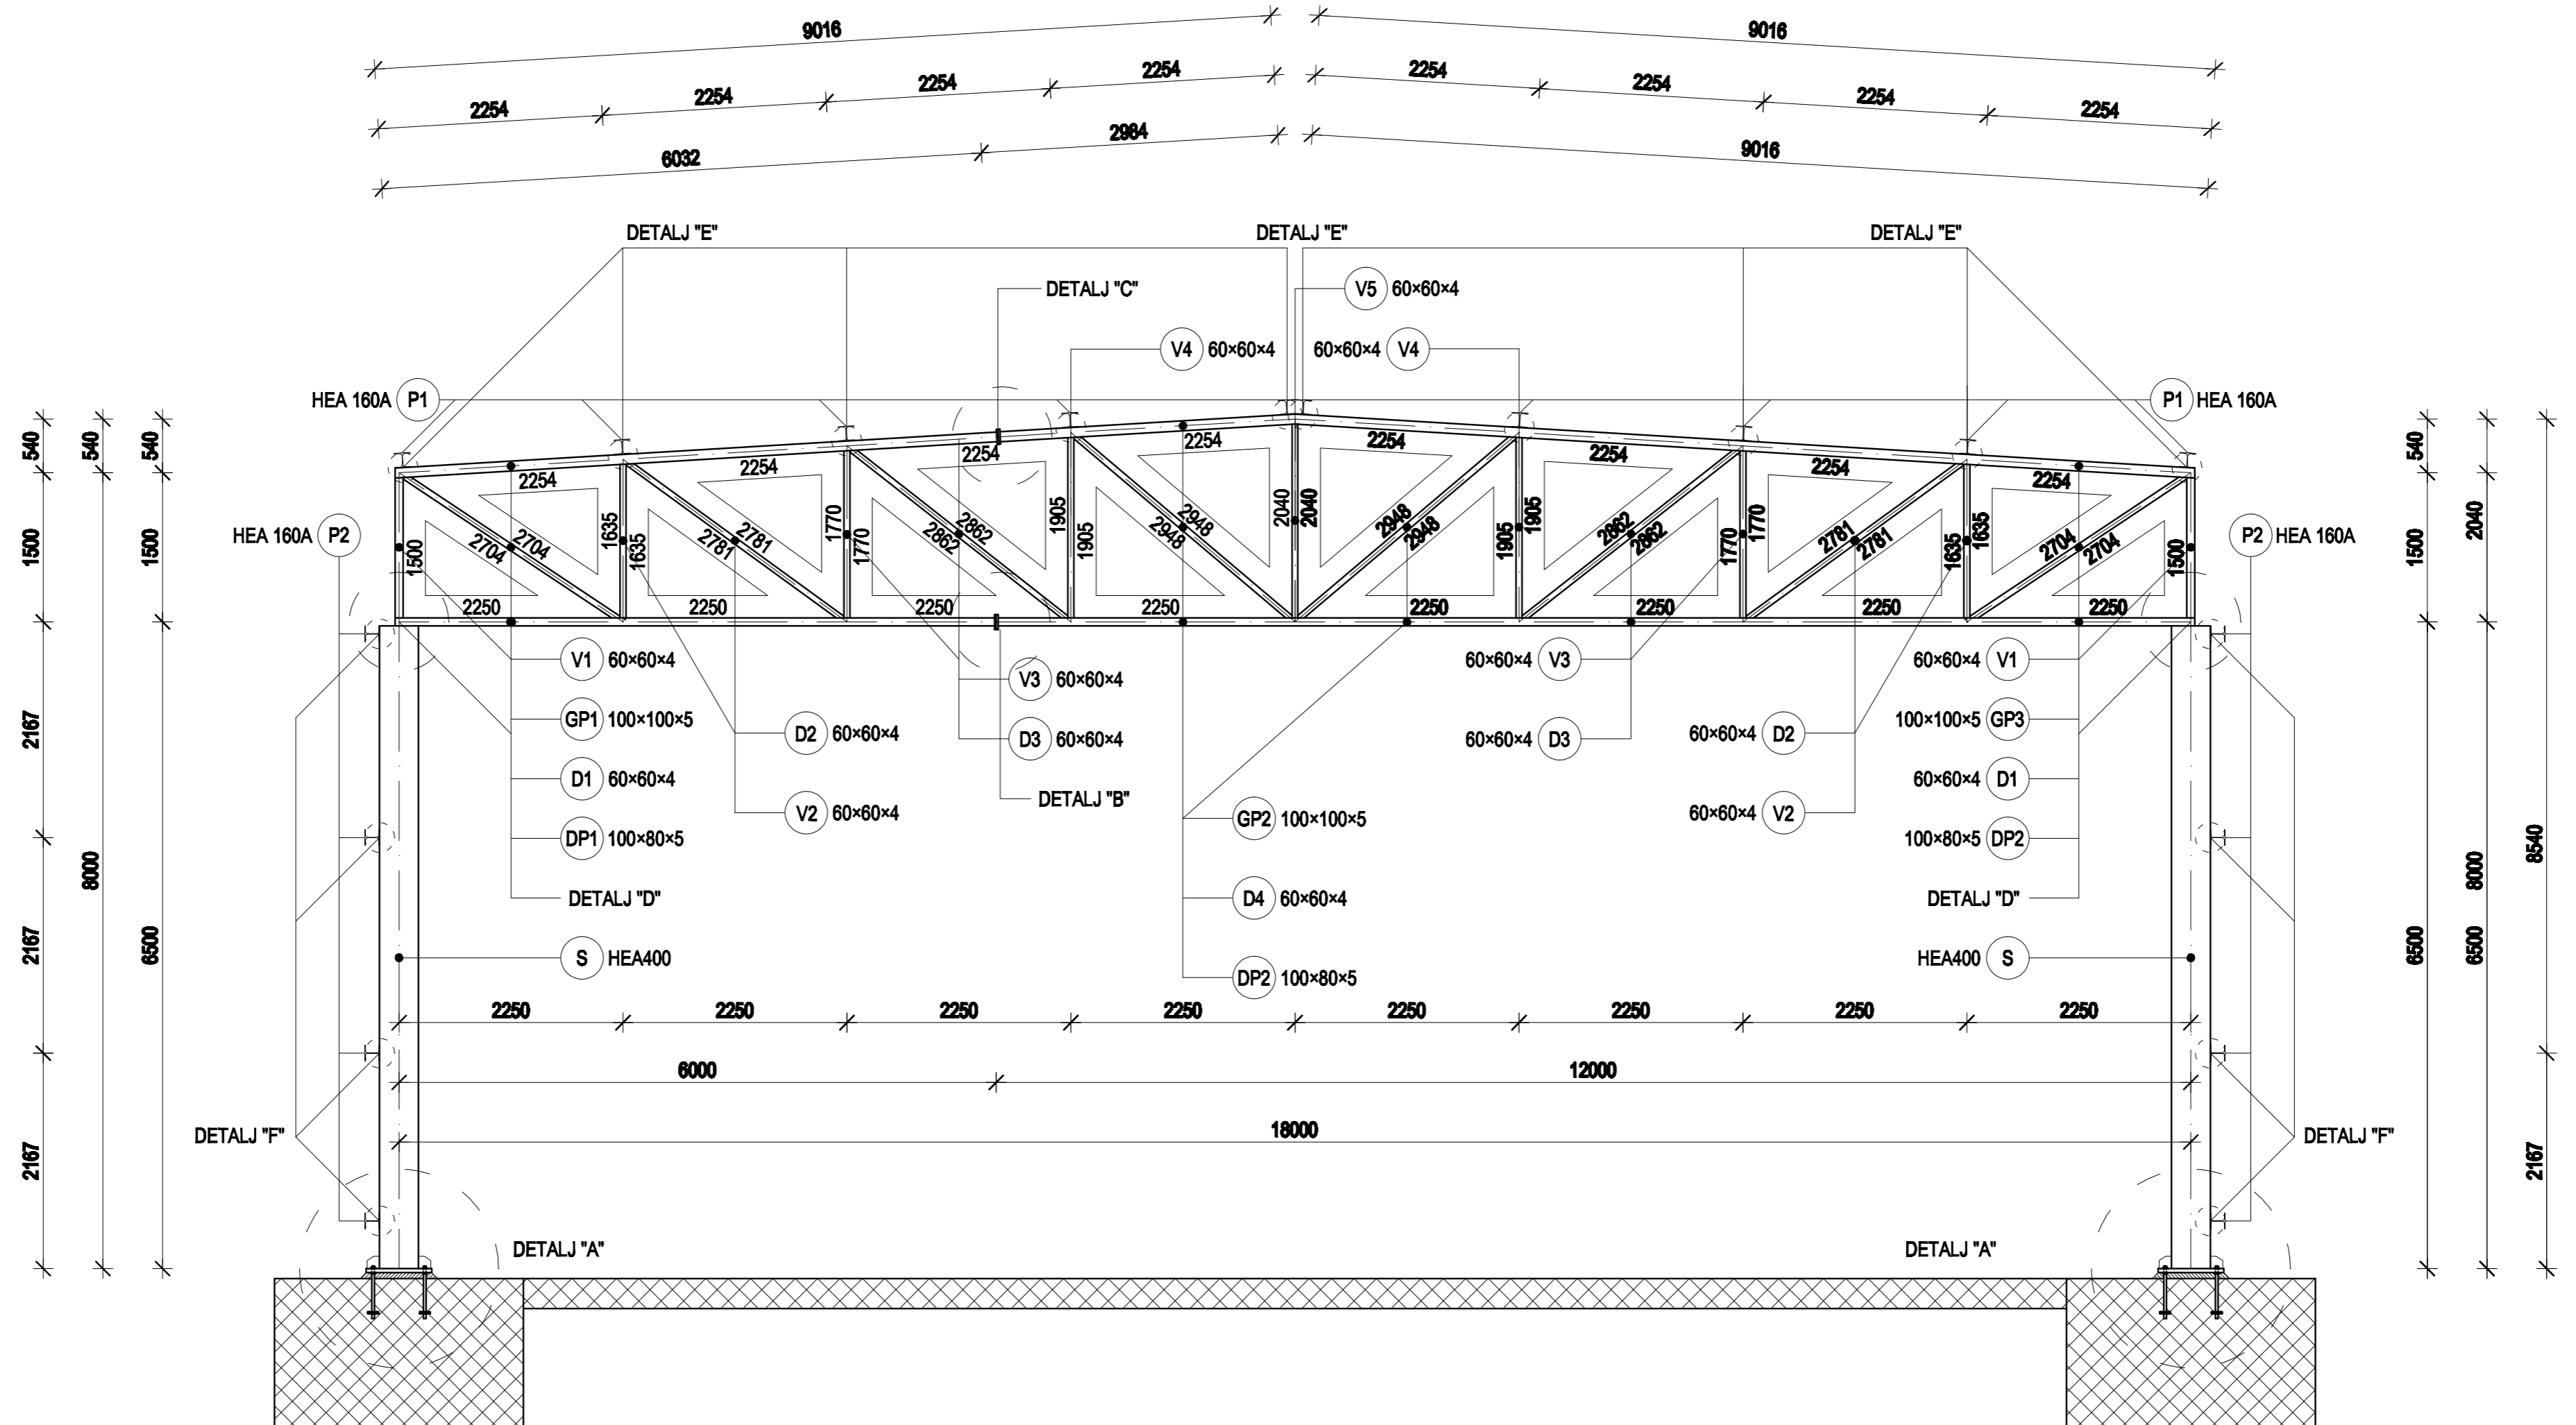 9016
9016
2254 2254 2254 2254
2254 2254 2254 2254
6032 2984
9016
DETALJ "E" DETALJ "E" DETALJ "E"
DETALJ "C"
V5 60×60×4
V4 60×60×4
60×60×4 V4
HEA 160A P1
P1 HEA 160A
540 540 540
540
2254 2254 2254 2254 2254 2254 2254 2254
1500 1500
1500 2040
HEA 160A P2
P2 HEA 160A
1500 2704 2704 1635 1635 2781 2781 1770 1770 2862 2862 1905 1905 2948 2948 2040 2040 2948 2948 1905 1905 2862 2862 1770 1770 2781 2781 1635 1635 2704 2704 1500
2250 2250 2250 2250 2250 2250 2250 2250
V1 60×60×4
V3 60×60×4
60×60×4 V3
60×60×4 V1
GP1 100×100×5
D2 60×60×4
D3 60×60×4
60×60×4 D3
60×60×4 D2
100×100×5 GP3
D1 60×60×4
60×60×4 D1
DETALJ "B"
V2 60×60×4
GP2 100×100×5
60×60×4 V2
DP1 100×80×5
100×80×5 DP2
DETALJ "D"
D4 60×60×4
DETALJ "D"
S HEA400
DP2 100×80×5
HEA400 S
2167 2167 2167
8000
6500
6500
8000 6500
8540
2167
2250 2250 2250 2250 2250 2250 2250 2250
6000 12000
18000
DETALJ "F"
DETALJ "F"
DETALJ "A"
DETALJ "A"